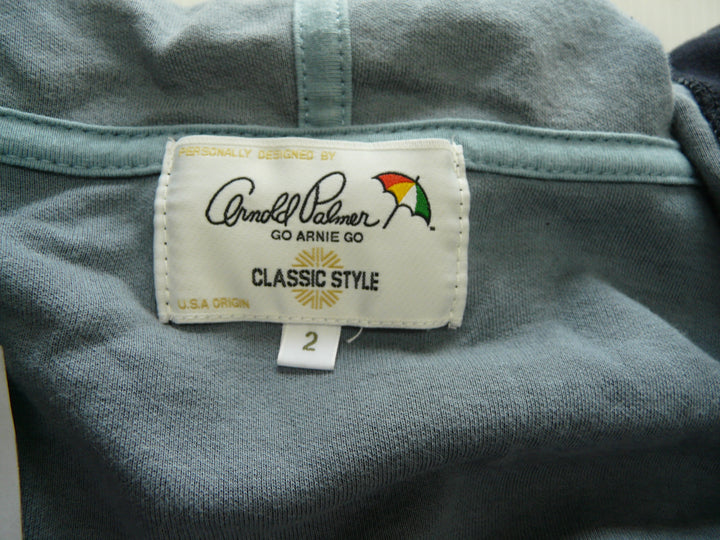 PERSONALLY DESIGNED BY
Arnold Palmer
GO ARNIE GO
CLASSIC STYLE
U.S.A ORIGIN
2